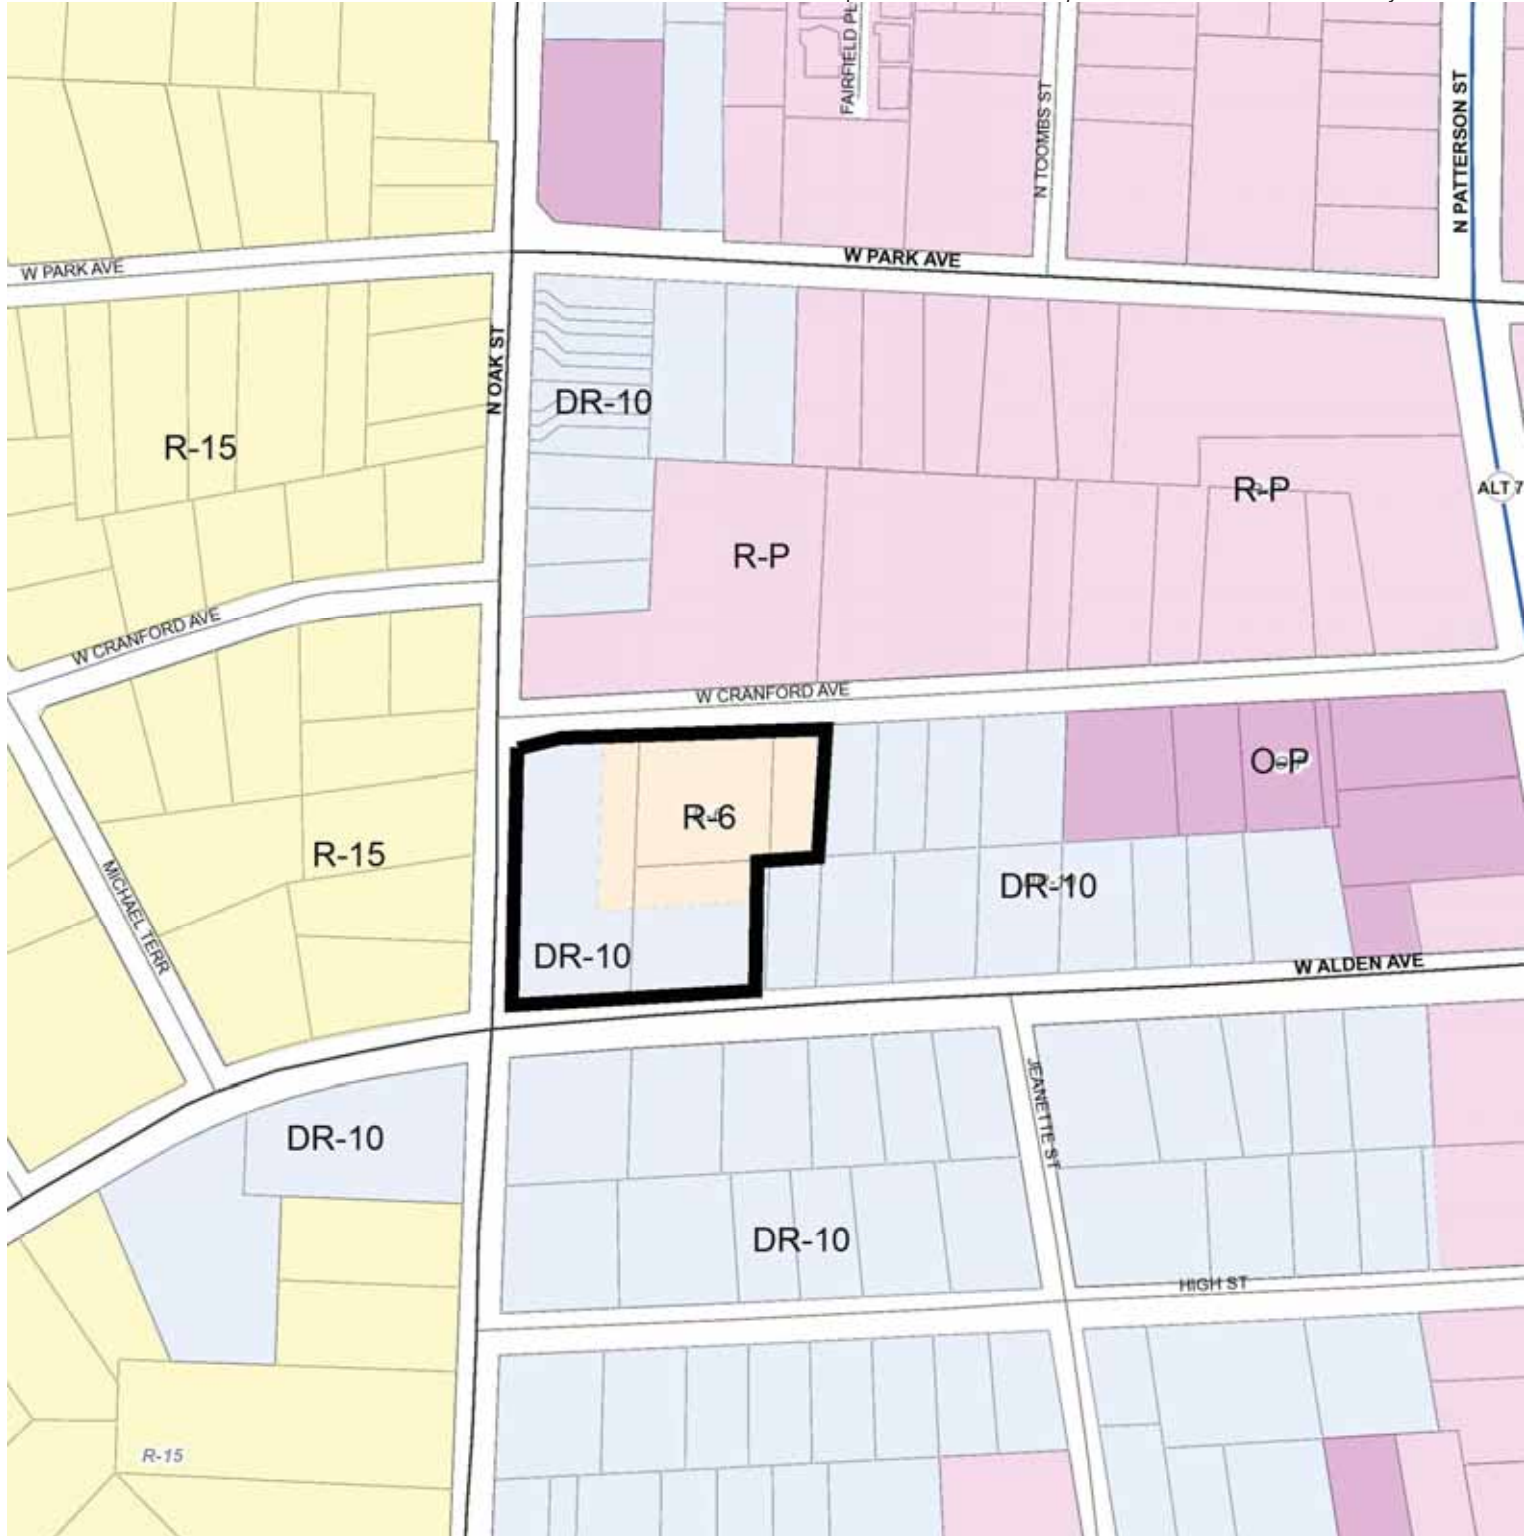 FAIRFIELD PL
N TOOMBS ST
N PATTERSON ST
W PARK AVE
W PARK AVE
N OAK ST
DR-10
R-15
R-P
ALT 7
R-P
W CRANFORD AVE
W CRANFORD AVE
O-P
R-6
R-15
DR-10
MICHAEL TERR
DR-10
W ALDEN AVE
JEANETTE ST
DR-10
DR-10
HIGH ST
R-15